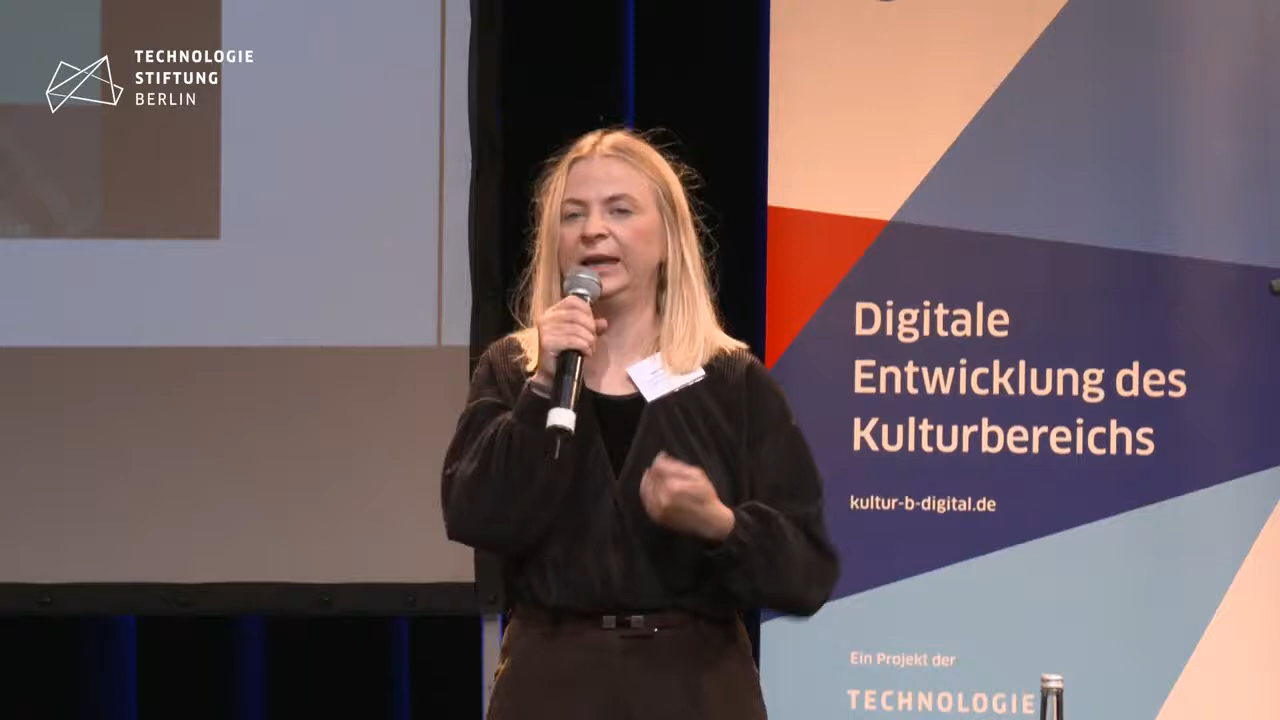 TECHNOLOGIE
STIFTUNG
BERLIN
Digitale
Entwicklung des
Kulturbereichs
kultur-b-digital.de
Ein Projekt der
TECHNOLOGIE